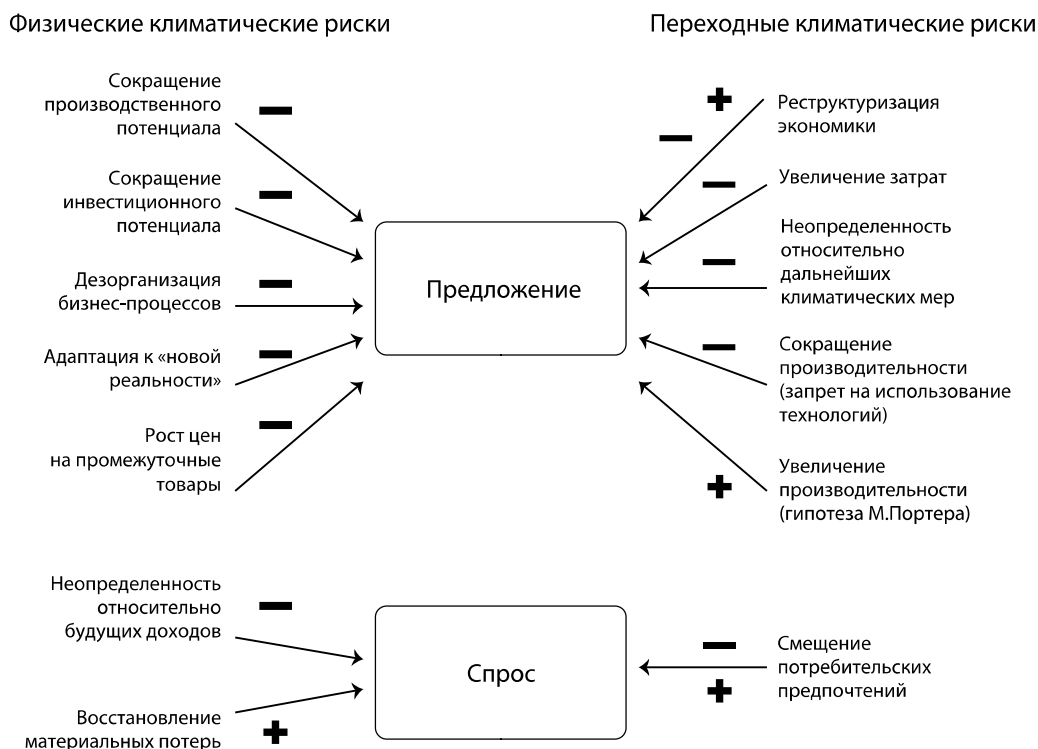 Физические климатические риски
Переходные климатические риски
Сокращение
производственного
потенциала
Сокращение
инвестиционного
потенциала
Дезорганизация
бизнес-процессов
Адаптация к «новой
реальности»
Рост цен
на промежуточные
товары
Предложение
Реструктуризация
экономики
Увеличение затрат
Неопределенность
относительно
дальнейших
климатических мер
Сокращение
производительности
(запрет на использование
технологий)
Увеличение
производительности
(гипотеза М.Портера)
Неопределенность
относительно
будущих доходов
Восстановление
материальных потерь
Спрос
Смещение
потребительских
предпочтений